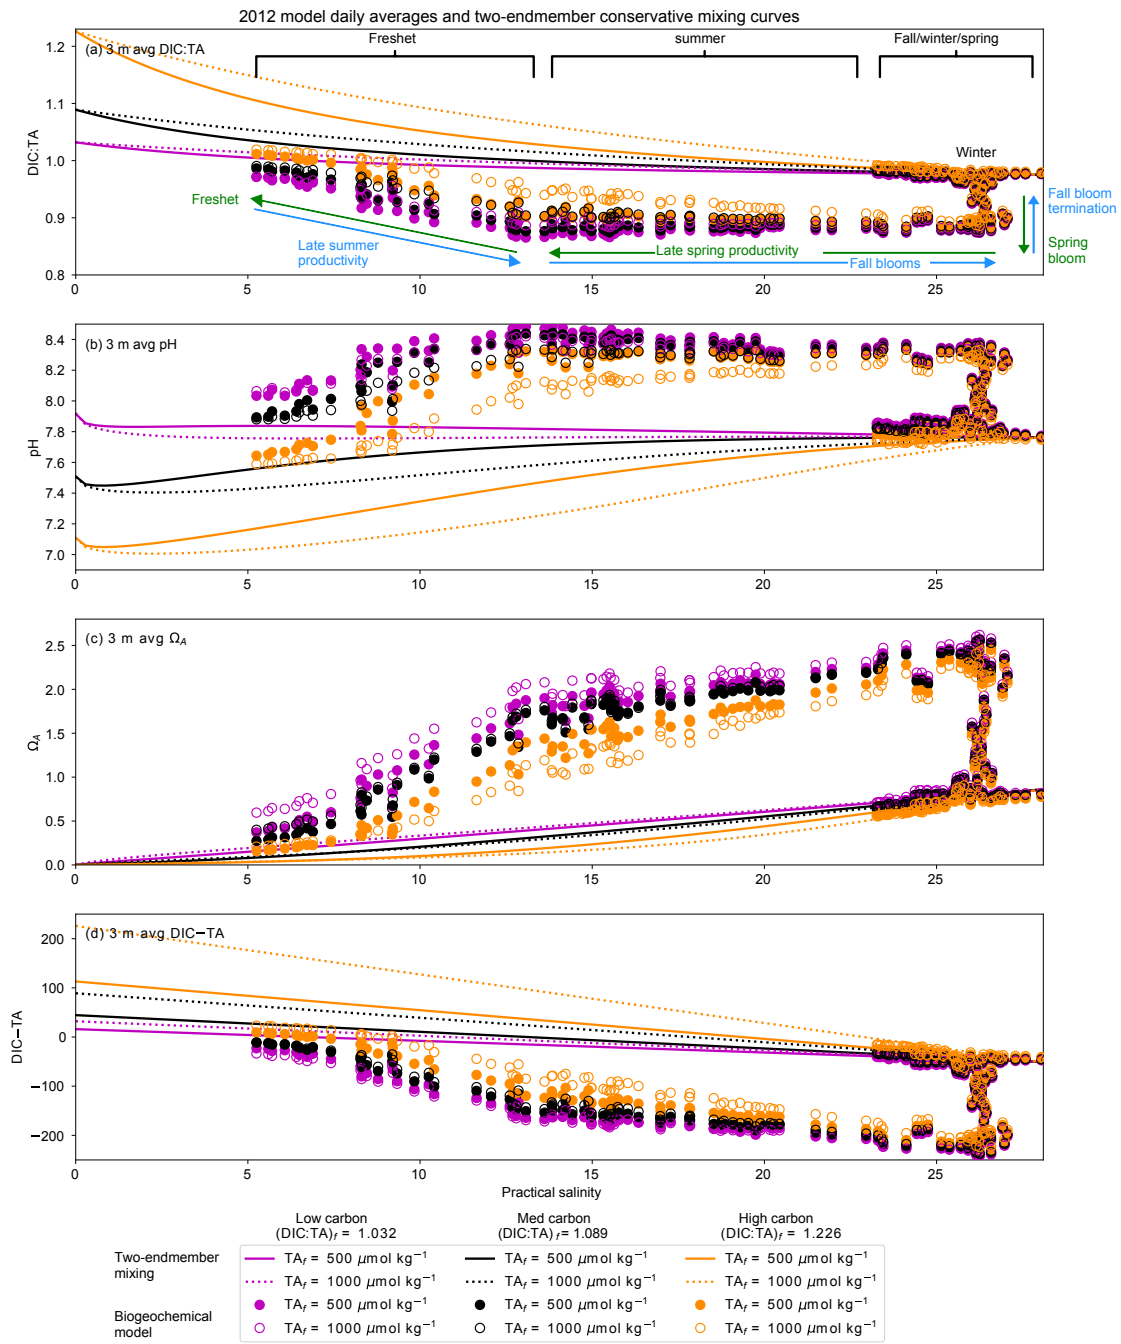 2012 model daily averages and two-endmember conservative mixing curves
(a) 3 m avg DIC:TA
Freshet
summer
Fall/winter/spring
1.2
1.1
1.0
0.9
0.8
DIC:TA
Winter
Freshet
Late summer
productivity
Late spring productivity
Fall blooms
Fall bloom
termination
Spring
bloom
0 5 10 15 20 25
(b) 3 m avg pH
8.4
8.2
8.0
7.8
7.6
7.4
7.2
7.0
pH
0 5 10 15 20 25
(c) 3 m avg Ω_A
2.5
2.0
1.5
1.0
0.5
0.0
Ω_A
0 5 10 15 20 25
(d) 3 m avg DIC−TA
200
100
0
−100
−200
DIC−TA
0 5 10 15 20 25
Practical salinity
Low carbon Med carbon High carbon
(DIC:TA)_f = 1.032 (DIC:TA)_f = 1.089 (DIC:TA)_f = 1.226
Two-endmember
mixing
TA_f = 500 μmol kg⁻¹ TA_f = 500 μmol kg⁻¹ TA_f = 500 μmol kg⁻¹
TA_f = 1000 μmol kg⁻¹ TA_f = 1000 μmol kg⁻¹ TA_f = 1000 μmol kg⁻¹
Biogeochemical
model
TA_f = 500 μmol kg⁻¹ TA_f = 500 μmol kg⁻¹ TA_f = 500 μmol kg⁻¹
TA_f = 1000 μmol kg⁻¹ TA_f = 1000 μmol kg⁻¹ TA_f = 1000 μmol kg⁻¹